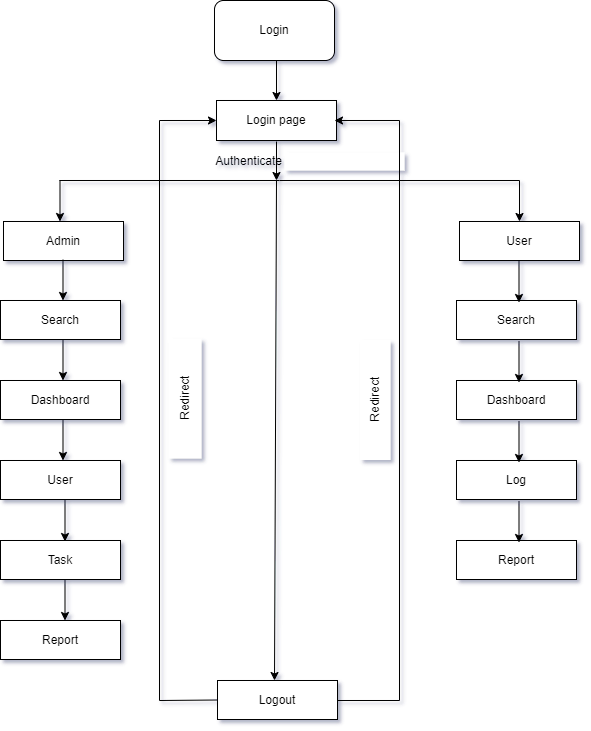 Login
Login page
Authenticate
Admin
User
Search
Search
Redirect
Redirect
Dashboard
Dashboard
User
Log
Task
Report
Report
Logout